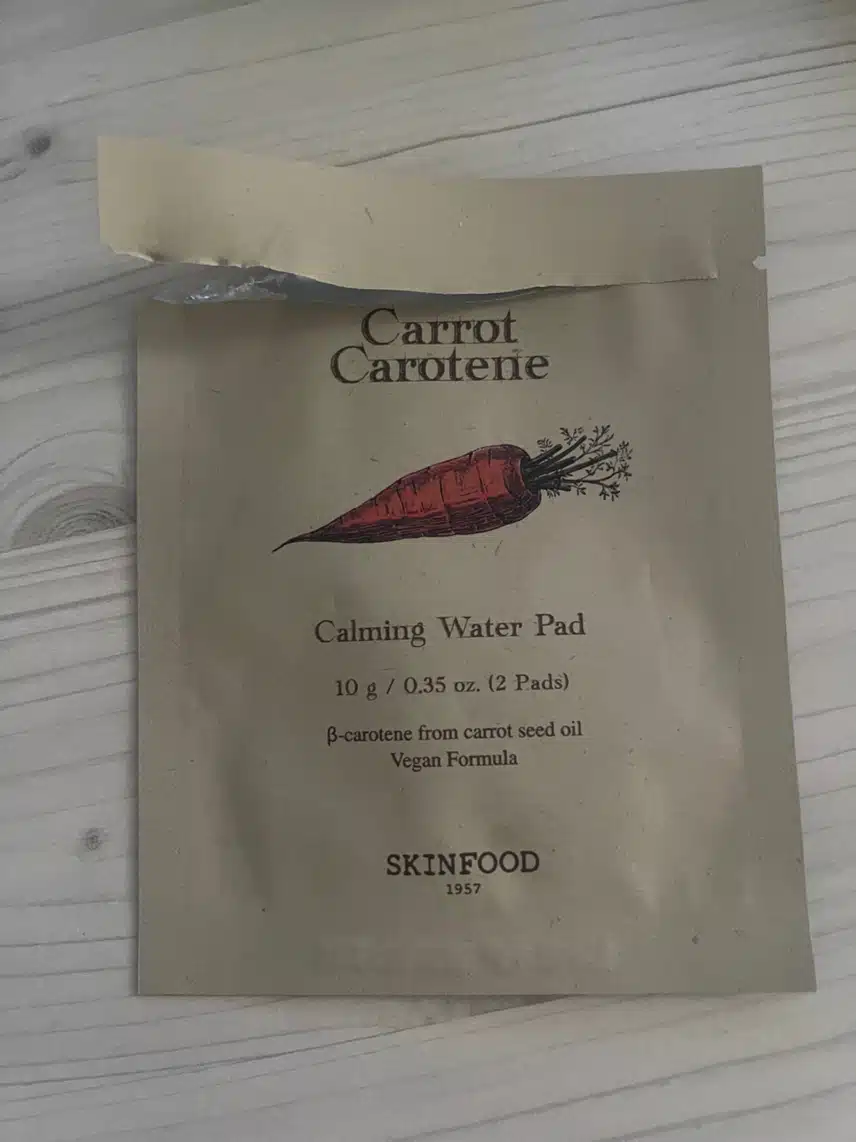 Carrot
Carotene
Calming Water Pad
10 g / 0.35 oz. (2 Pads)
β-carotene from carrot seed oil
Vegan Formula
SKINFOOD
1957